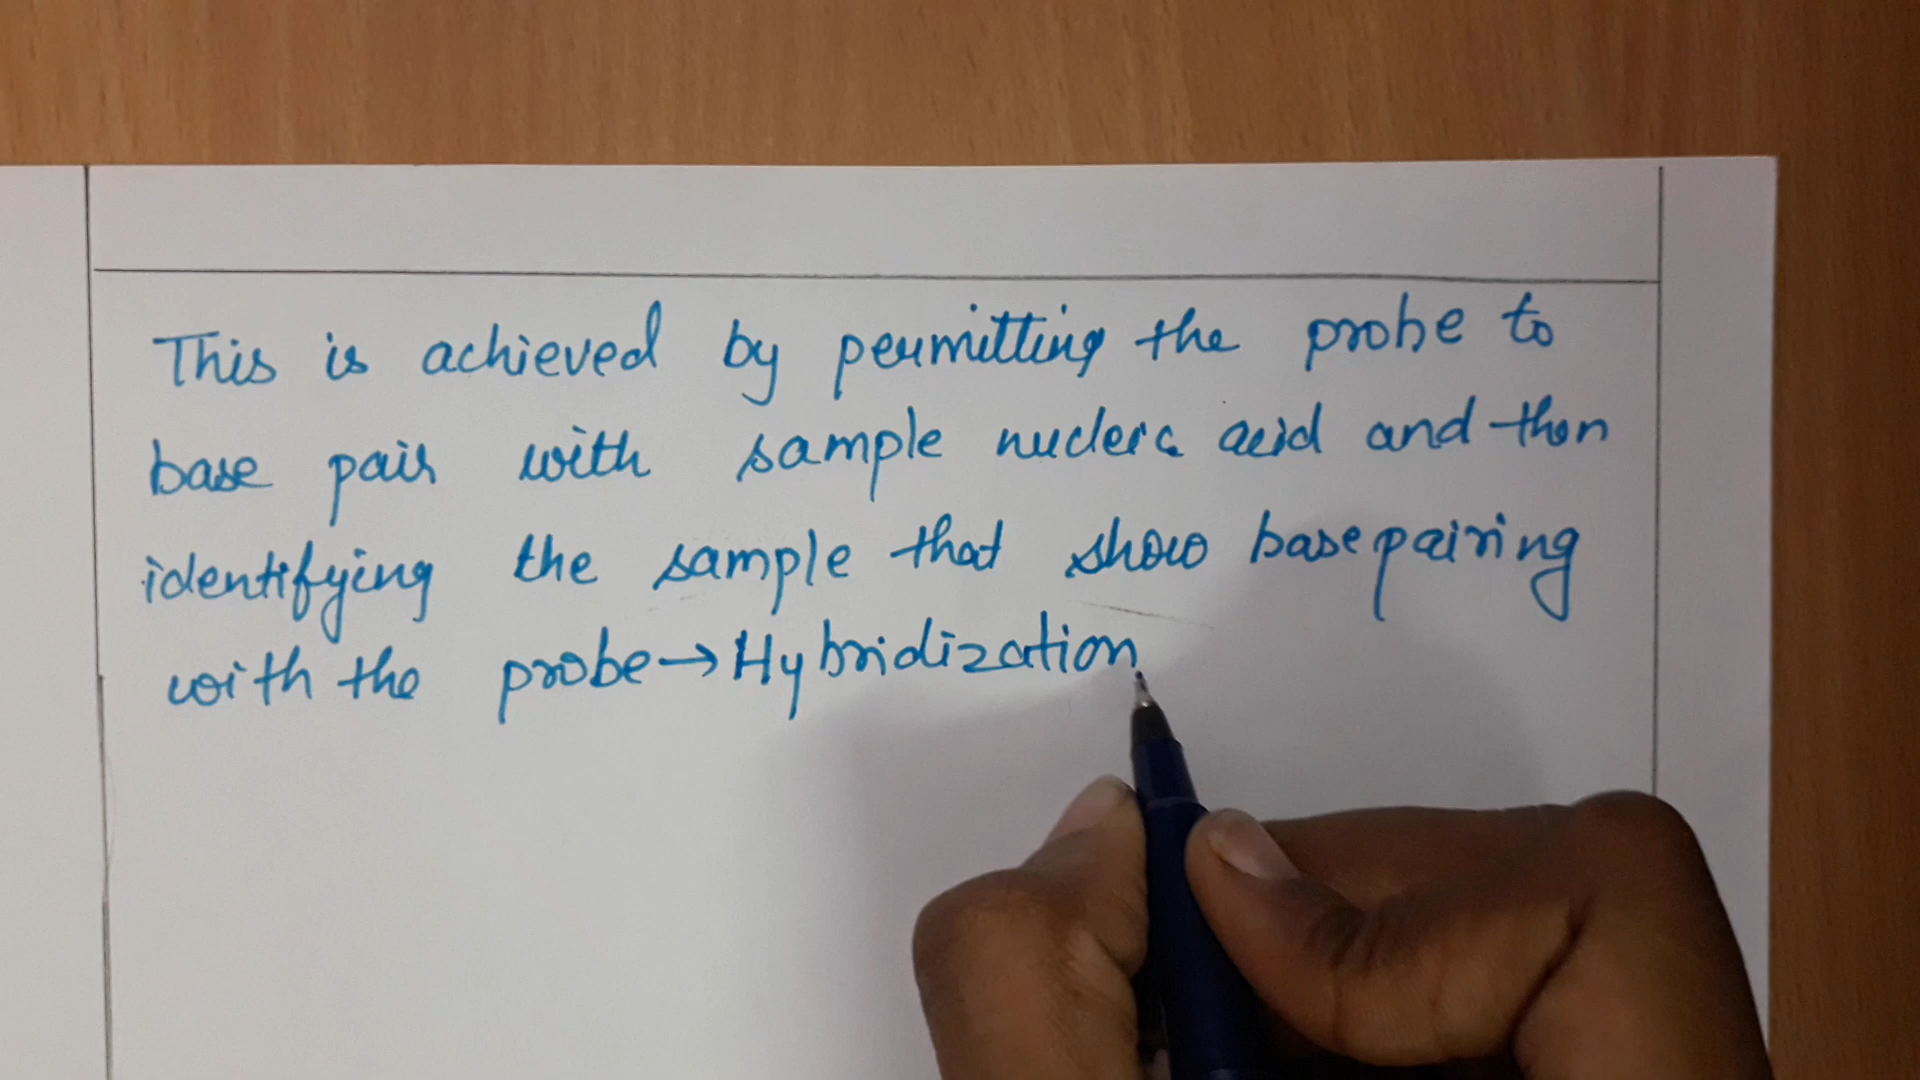 This is achieved by permitting the probe to
base pair with sample nucleic acid and then
identifying the sample that show basepairing
with the probe→Hybridization